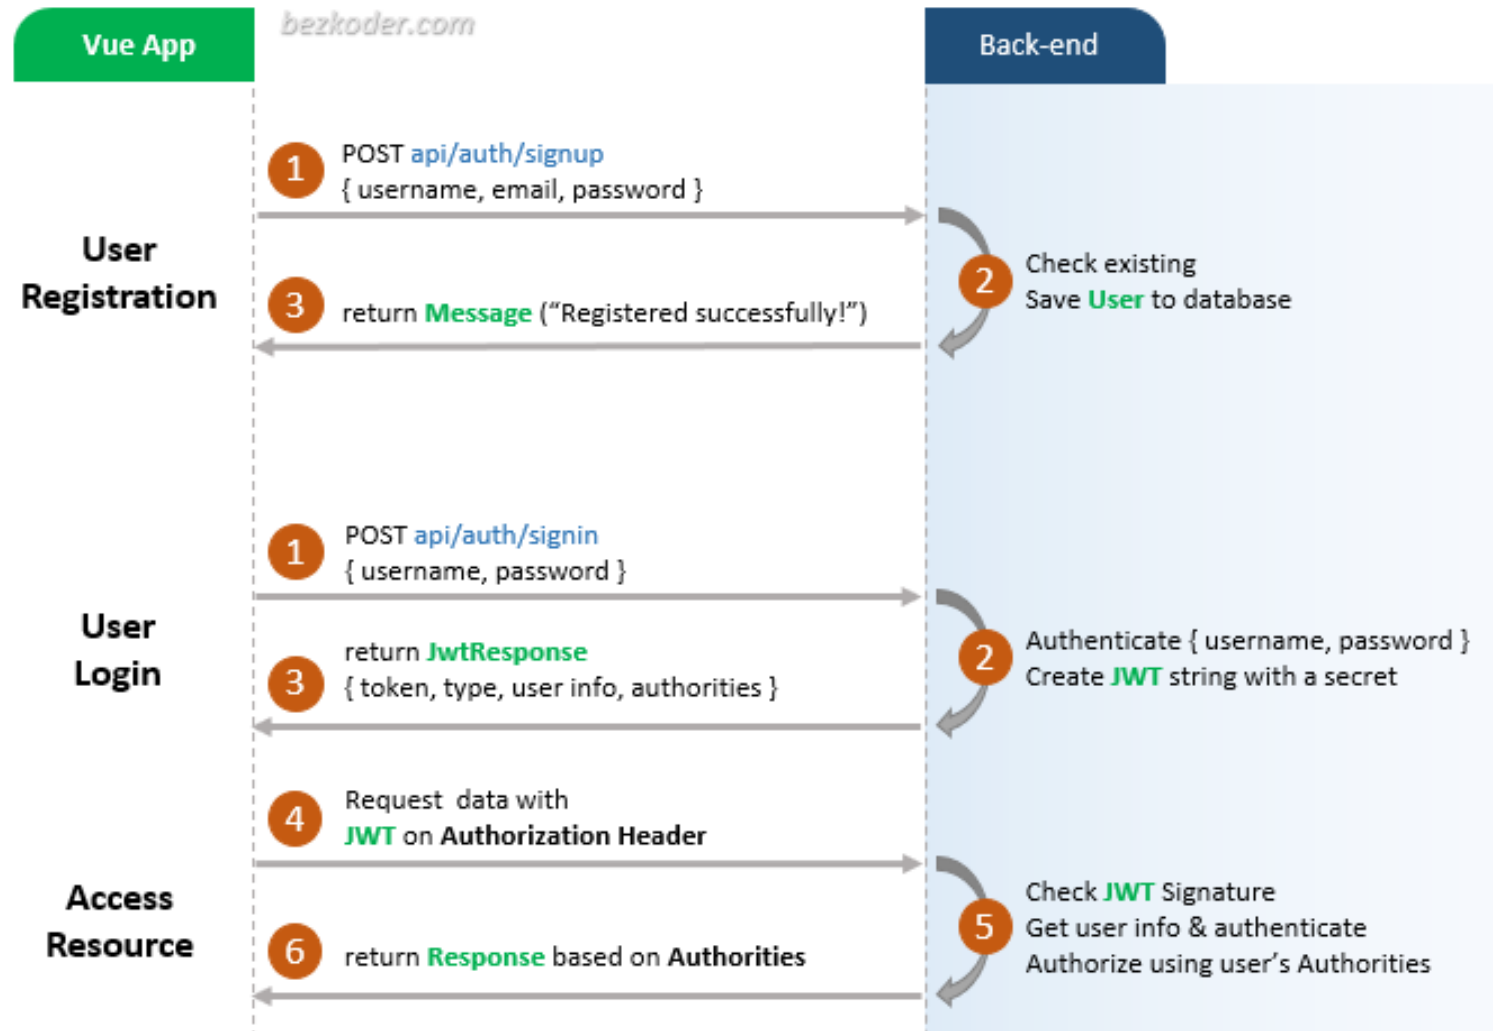 Vue App
bezkoder.com
Back-end
User
Registration
1
POST api/auth/signup
{ username, email, password }
2
Check existing
Save User to database
3
return Message (“Registered successfully!”)
User
Login
1
POST api/auth/signin
{ username, password }
2
Authenticate { username, password }
Create JWT string with a secret
3
return JwtResponse
{ token, type, user info, authorities }
Access
Resource
4
Request  data with
JWT on Authorization Header
5
Check JWT Signature
Get user info & authenticate
Authorize using user’s Authorities
6
return Response based on Authorities